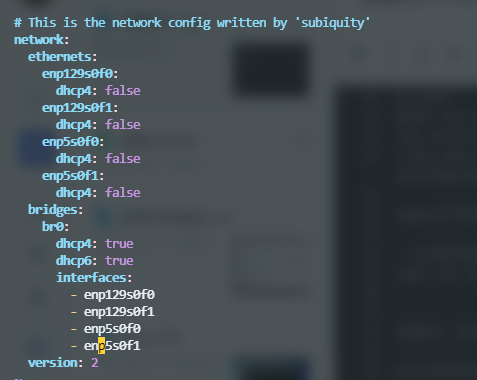 # This is the network config written by 'subiquity'
network:
  ethernets:
    enp129s0f0:
      dhcp4: false
    enp129s0f1:
      dhcp4: false
    enp5s0f0:
      dhcp4: false
    enp5s0f1:
      dhcp4: false
  bridges:
    br0:
      dhcp4: true
      dhcp6: true
      interfaces:
        - enp129s0f0
        - enp129s0f1
        - enp5s0f0
        - enp5s0f1
  version: 2